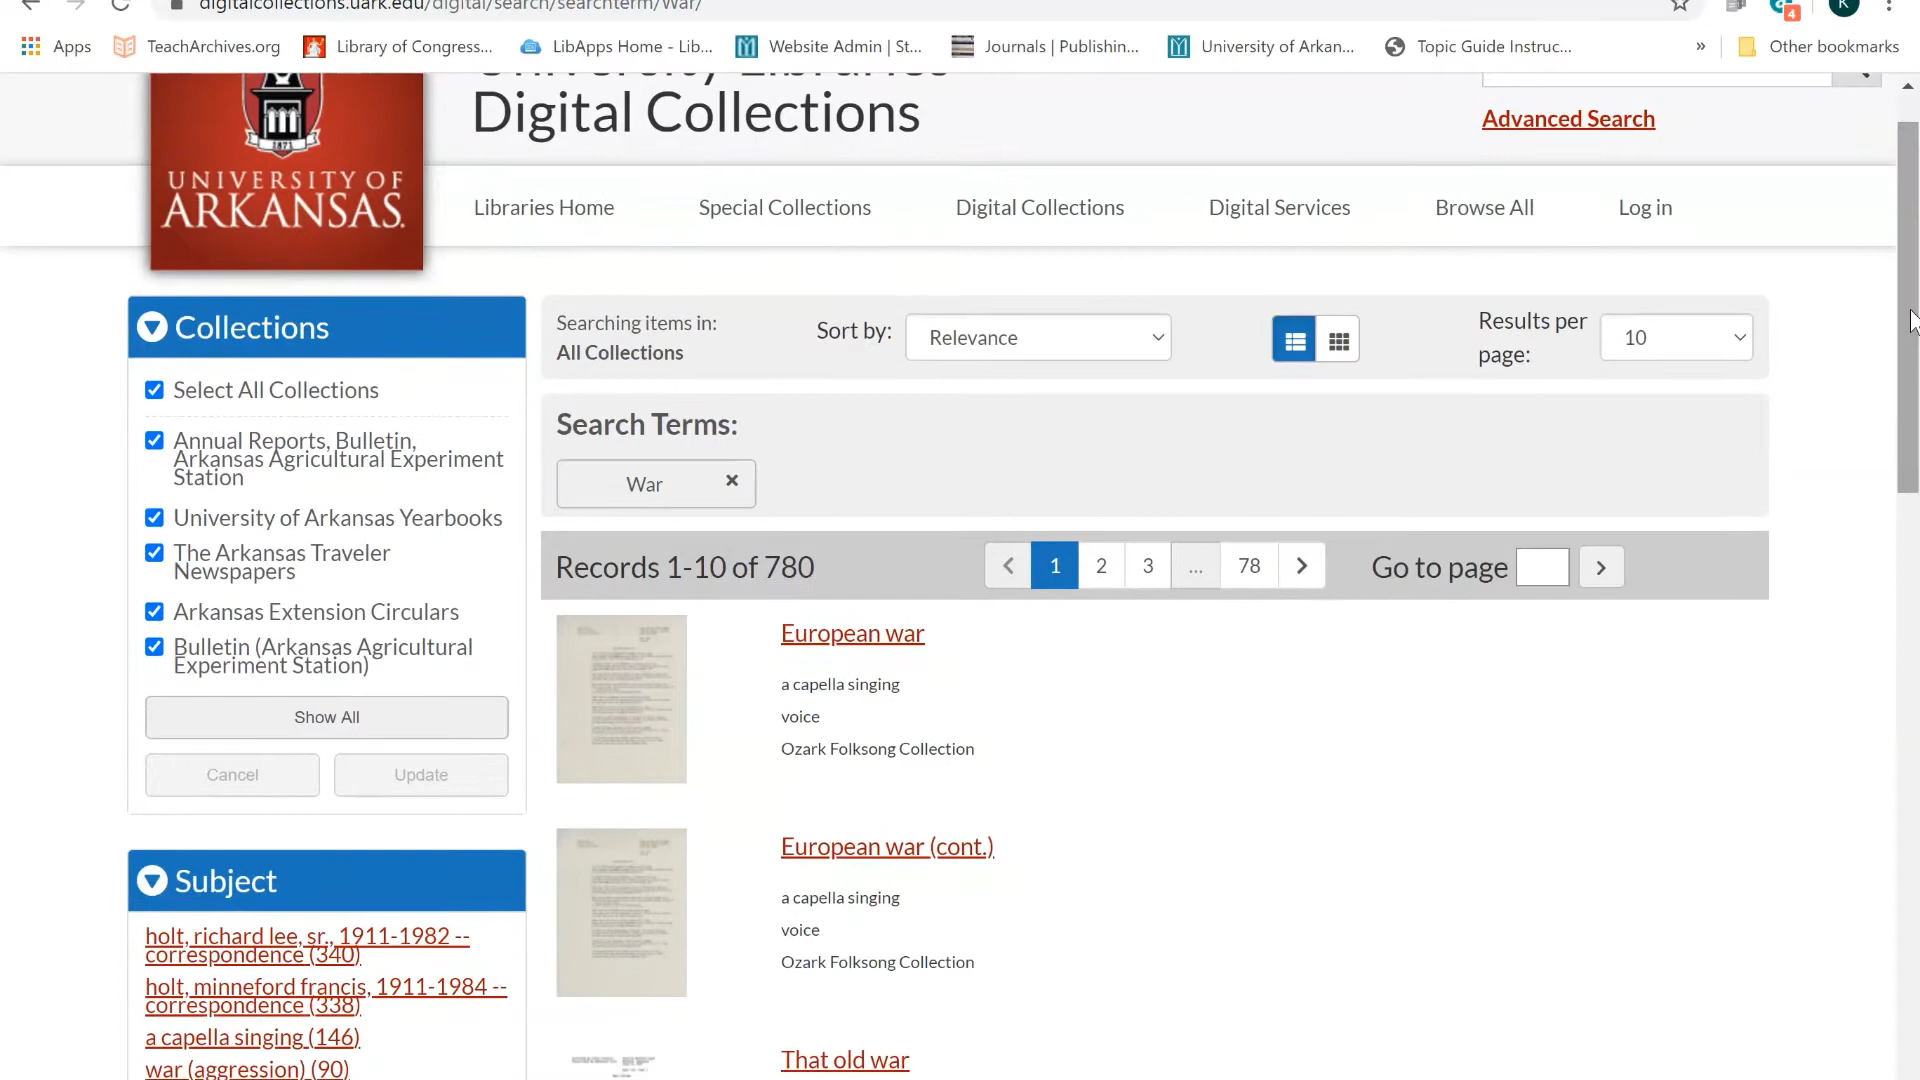 digitalcollections.uark.edu/digital/search/searchterm/War/
4
K
Apps
TeachArchives.org
Library of Congress...
LibApps Home - Lib...
Website Admin | St...
Journals | Publishin...
University of Arkan...
Topic Guide Instruc...
»
Other bookmarks
University Libraries
Digital Collections
Advanced Search
1871
UNIVERSITY OF
ARKANSAS.
Libraries Home
Special Collections
Digital Collections
Digital Services
Browse All
Log in
Collections
Select All Collections
Annual Reports, Bulletin,
Arkansas Agricultural Experiment
Station
University of Arkansas Yearbooks
The Arkansas Traveler
Newspapers
Arkansas Extension Circulars
Bulletin (Arkansas Agricultural
Experiment Station)
Show All
Cancel
Update
Subject
holt, richard lee, sr., 1911-1982 --
correspondence (340)
holt, minneford francis, 1911-1984 --
correspondence (338)
a capella singing (146)
war (aggression) (90)
Searching items in:
All Collections
Sort by:
Relevance
Results per
page:
10
Search Terms:
War
Records 1-10 of 780
1
2
3
...
78
Go to page
European war
a capella singing
voice
Ozark Folksong Collection
European war (cont.)
a capella singing
voice
Ozark Folksong Collection
That old war